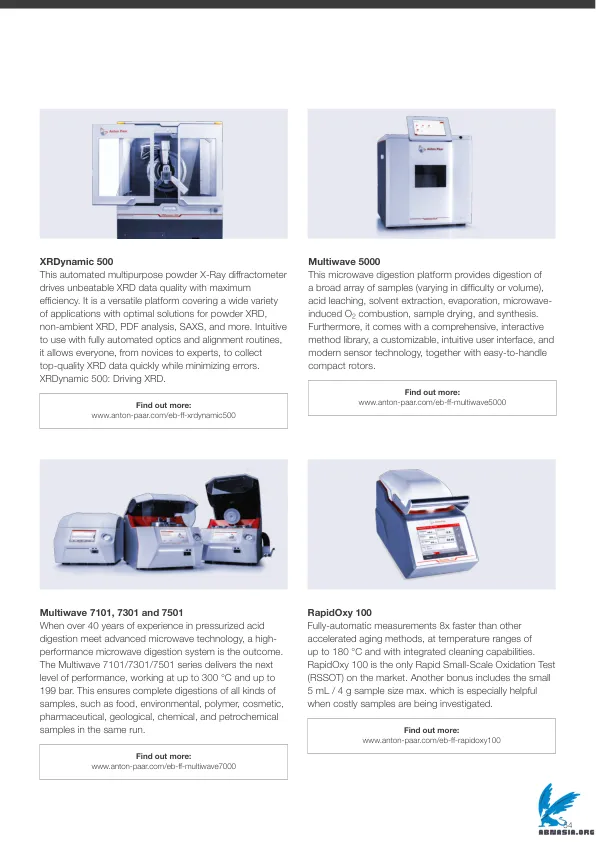 XRDynamic 500
This automated multipurpose powder X-Ray diffractometer
drives unbeatable XRD data quality with maximum
efficiency. It is a versatile platform covering a wide variety
of applications with optimal solutions for powder XRD,
non-ambient XRD, PDF analysis, SAXS, and more. Intuitive
to use with fully automated optics and alignment routines,
it allows everyone, from novices to experts, to collect
top-quality XRD data quickly while minimizing errors.
XRDynamic 500: Driving XRD.
Find out more:
www.anton-paar.com/eb-ff-xrdynamic500
Multiwave 5000
This microwave digestion platform provides digestion of
a broad array of samples (varying in difficulty or volume),
acid leaching, solvent extraction, evaporation, microwave-
induced O₂ combustion, sample drying, and synthesis.
Furthermore, it comes with a comprehensive, interactive
method library, a customizable, intuitive user interface, and
modern sensor technology, together with easy-to-handle
compact rotors.
Find out more:
www.anton-paar.com/eb-ff-multiwave5000
Multiwave 7101, 7301 and 7501
When over 40 years of experience in pressurized acid
digestion meet advanced microwave technology, a high-
performance microwave digestion system is the outcome.
The Multiwave 7101/7301/7501 series delivers the next
level of performance, working at up to 300 °C and up to
199 bar. This ensures complete digestions of all kinds of
samples, such as food, environmental, polymer, cosmetic,
pharmaceutical, geological, chemical, and petrochemical
samples in the same run.
Find out more:
www.anton-paar.com/eb-ff-multiwave7000
RapidOxy 100
Fully-automatic measurements 8x faster than other
accelerated aging methods, at temperature ranges of
up to 180 °C and with integrated cleaning capabilities.
RapidOxy 100 is the only Rapid Small-Scale Oxidation Test
(RSSOT) on the market. Another bonus includes the small
5 mL / 4 g sample size max. which is especially helpful
when costly samples are being investigated.
Find out more:
www.anton-paar.com/eb-ff-rapidoxy100
ABNASIA.ORG